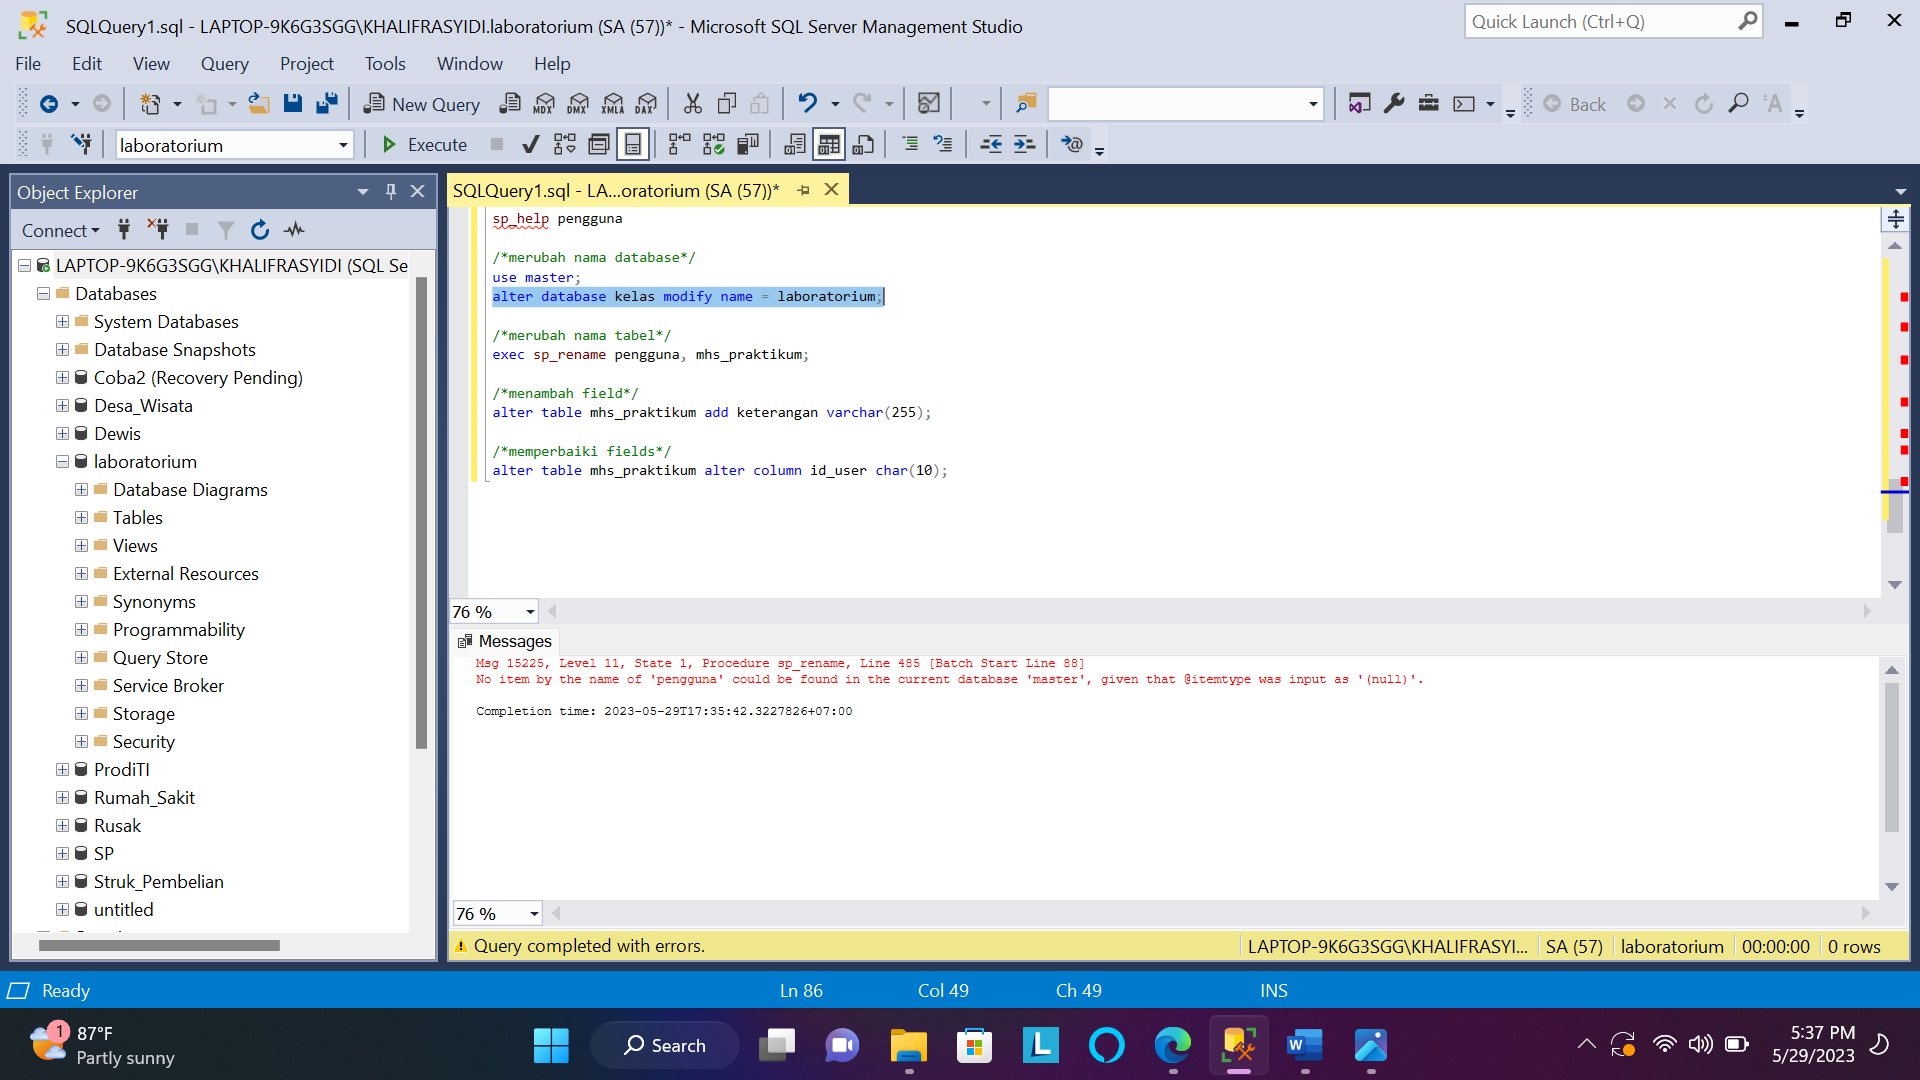 SQLQuery1.sql - LAPTOP-9K6G3SGG\KHALIFRASYIDI.laboratorium (SA (57))* - Microsoft SQL Server Management Studio
Quick Launch (Ctrl+Q)
File Edit View Query Project Tools Window Help
New Query MDX DMX XMLA DAX Back
laboratorium Execute
Object Explorer
Connect
LAPTOP-9K6G3SGG\KHALIFRASYIDI (SQL Se
Databases
System Databases
Database Snapshots
Coba2 (Recovery Pending)
Desa_Wisata
Dewis
laboratorium
Database Diagrams
Tables
Views
External Resources
Synonyms
Programmability
Query Store
Service Broker
Storage
Security
ProdiTI
Rumah_Sakit
Rusak
SP
Struk_Pembelian
untitled
SQLQuery1.sql - LA...oratorium (SA (57))*
sp_help pengguna
/*merubah nama database*/
use master;
alter database kelas modify name = laboratorium;
/*merubah nama tabel*/
exec sp_rename pengguna, mhs_praktikum;
/*menambah field*/
alter table mhs_praktikum add keterangan varchar(255);
/*memperbaiki fields*/
alter table mhs_praktikum alter column id_user char(10);
76 %
Messages
Msg 15225, Level 11, State 1, Procedure sp_rename, Line 485 [Batch Start Line 88]
No item by the name of 'pengguna' could be found in the current database 'master', given that @itemtype was input as '(null)'.
Completion time: 2023-05-29T17:35:42.3227826+07:00
76 %
Query completed with errors.
LAPTOP-9K6G3SGG\KHALIFRASYI... SA (57) laboratorium 00:00:00 0 rows
Ready Ln 86 Col 49 Ch 49 INS
1
87°F
Partly sunny
Search
5:37 PM
5/29/2023